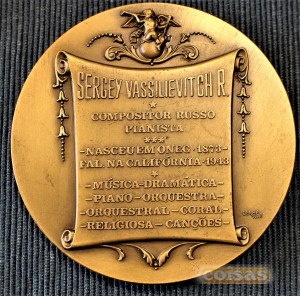 SERGEY VASSILIEVITCH R.
*
COMPOSITOR RUSSO
PIANISTA
***
-NASCEU EM ONEG-1873-
FAL NA CALIFÓRNIA-1943
*
-MÚSICA-DRAMÁTICA-
-PIANO-ORQUESTRA-
-ORQUESTRAL-CORAL-
-RELIGIOSA-CANÇÕES-
coisas